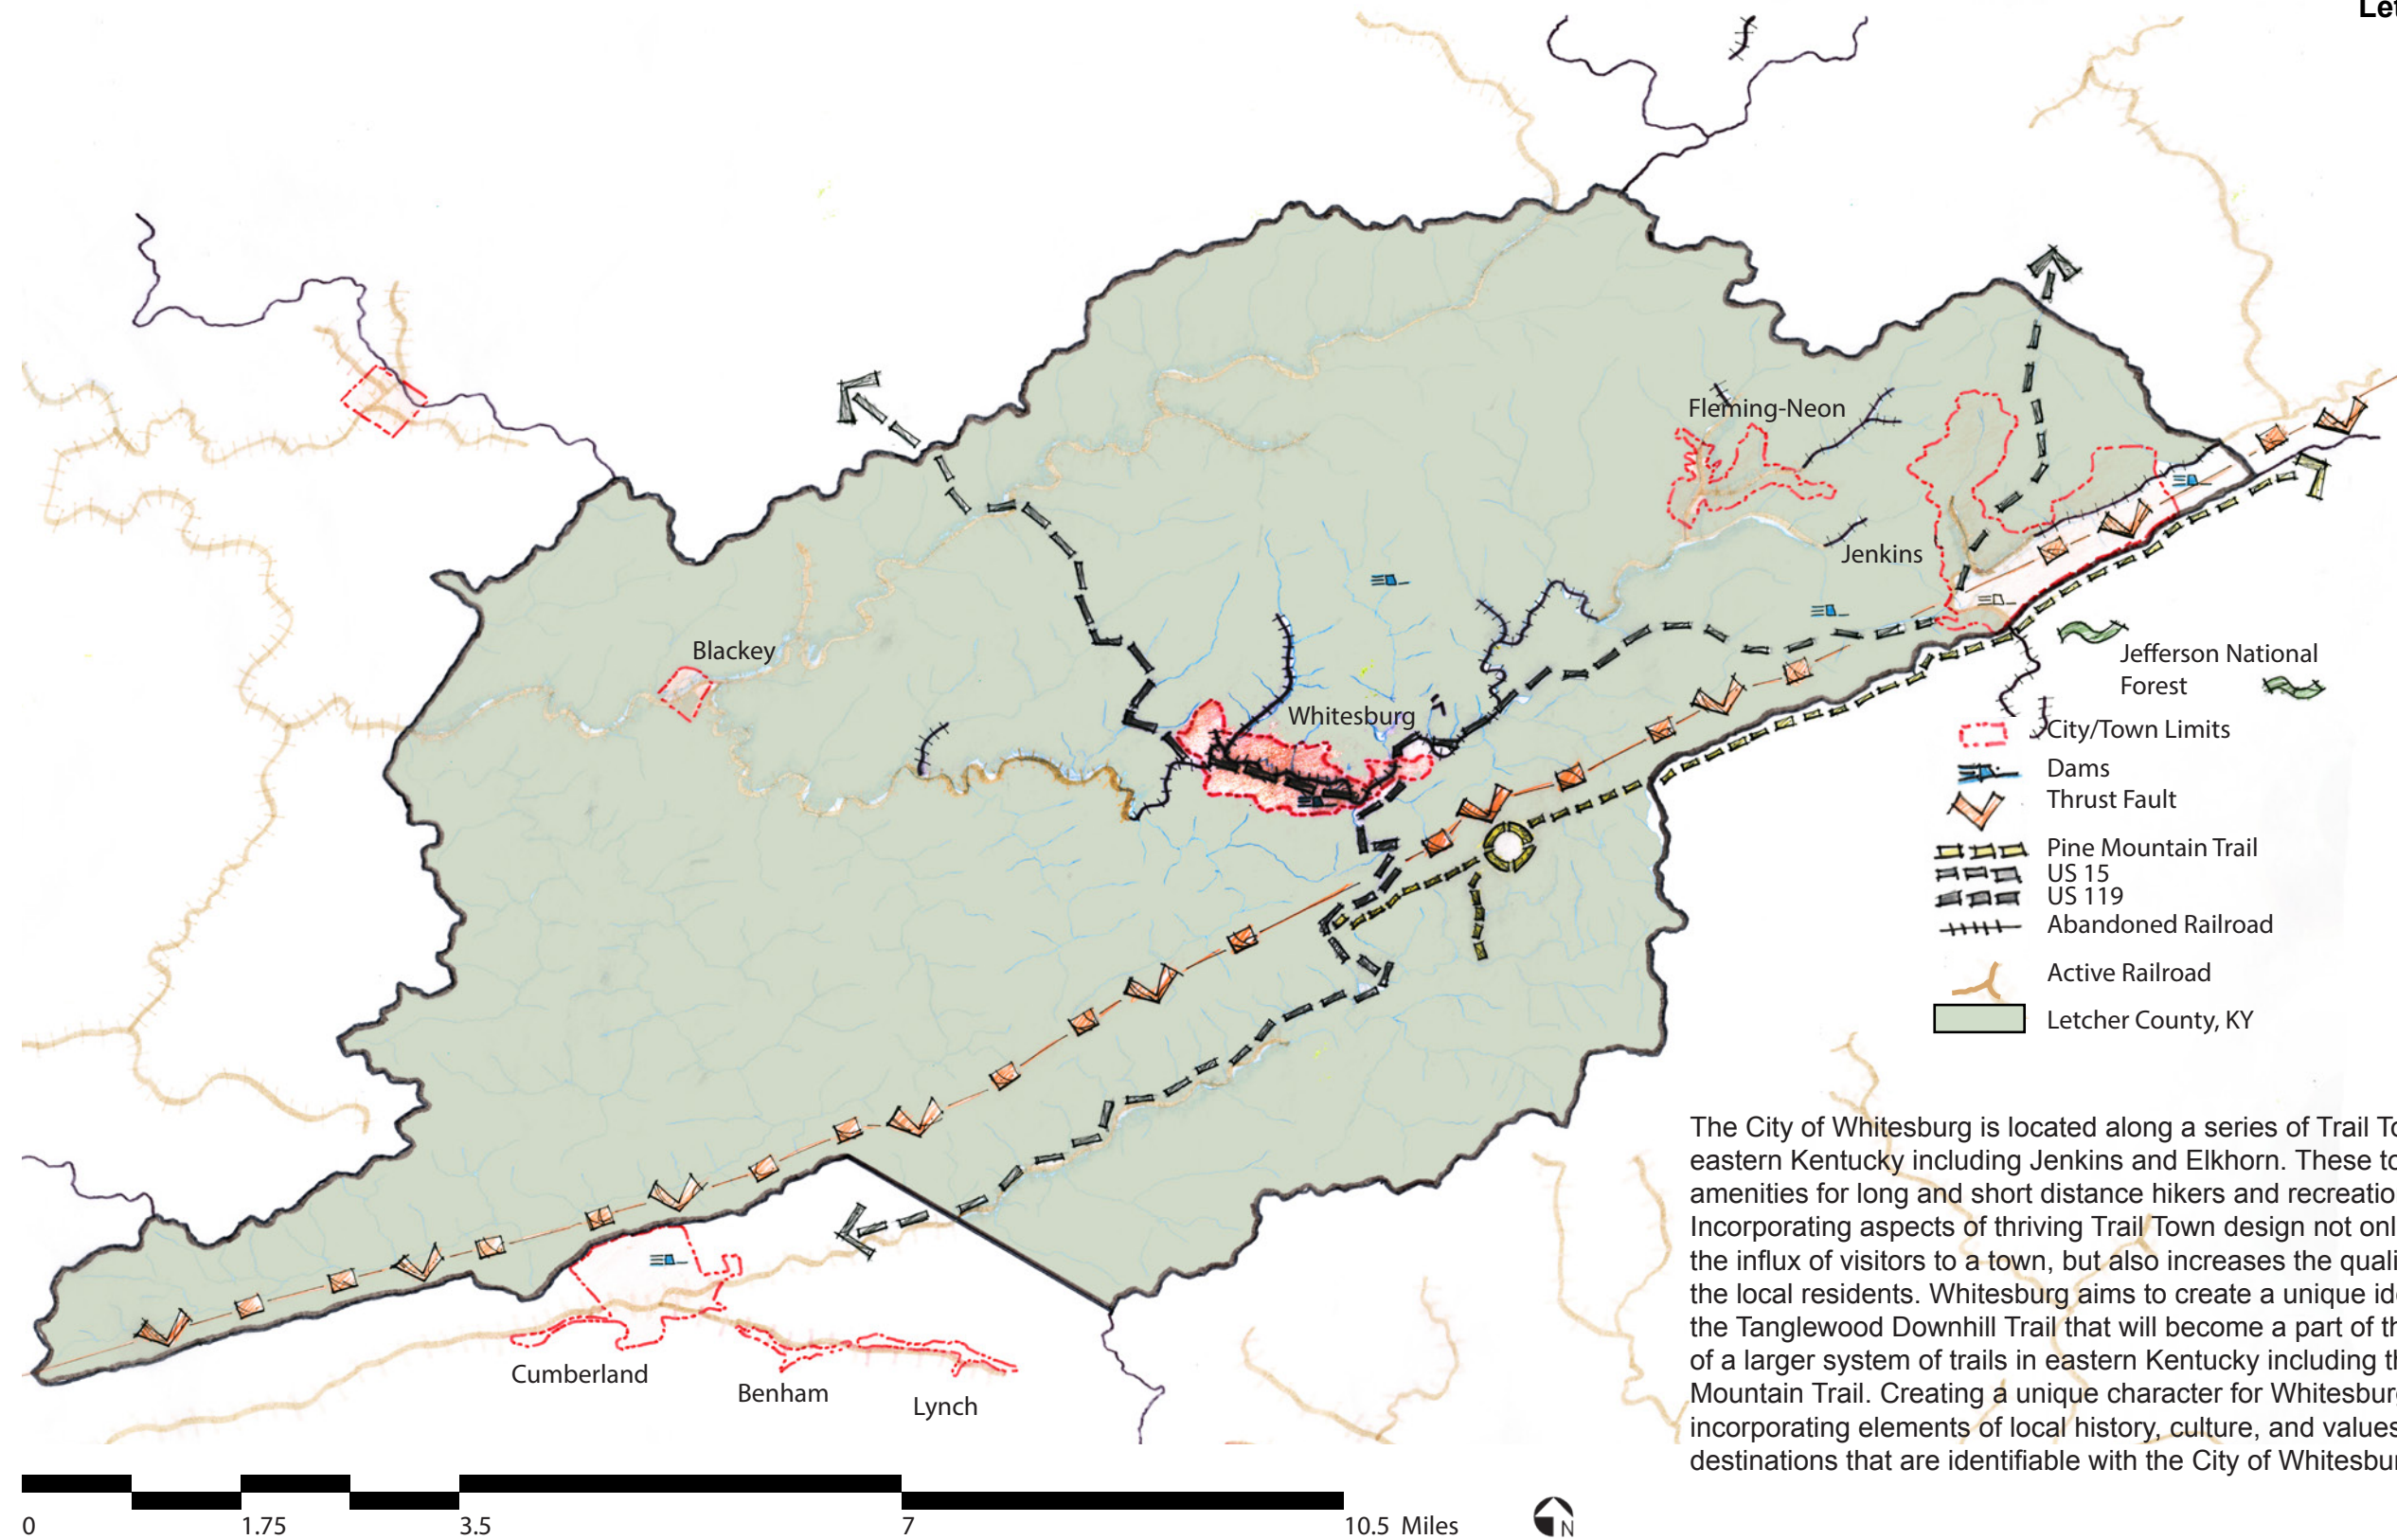 Let
Fleming-Neon
Jenkins
Blackey
Whitesburg
Jefferson National
Forest
City/Town Limits
Dams
Thrust Fault
Pine Mountain Trail
US 15
US 119
Abandoned Railroad
Active Railroad
Letcher County, KY
The City of Whitesburg is located along a series of Trail To
eastern Kentucky including Jenkins and Elkhorn. These to
amenities for long and short distance hikers and recreatio
Incorporating aspects of thriving Trail Town design not onl
the influx of visitors to a town, but also increases the quali
the local residents. Whitesburg aims to create a unique ide
the Tanglewood Downhill Trail that will become a part of th
of a larger system of trails in eastern Kentucky including th
Mountain Trail. Creating a unique character for Whitesburg
incorporating elements of local history, culture, and values
destinations that are identifiable with the City of Whitesbur
Cumberland
Benham
Lynch
0 1.75 3.5 7 10.5 Miles
N